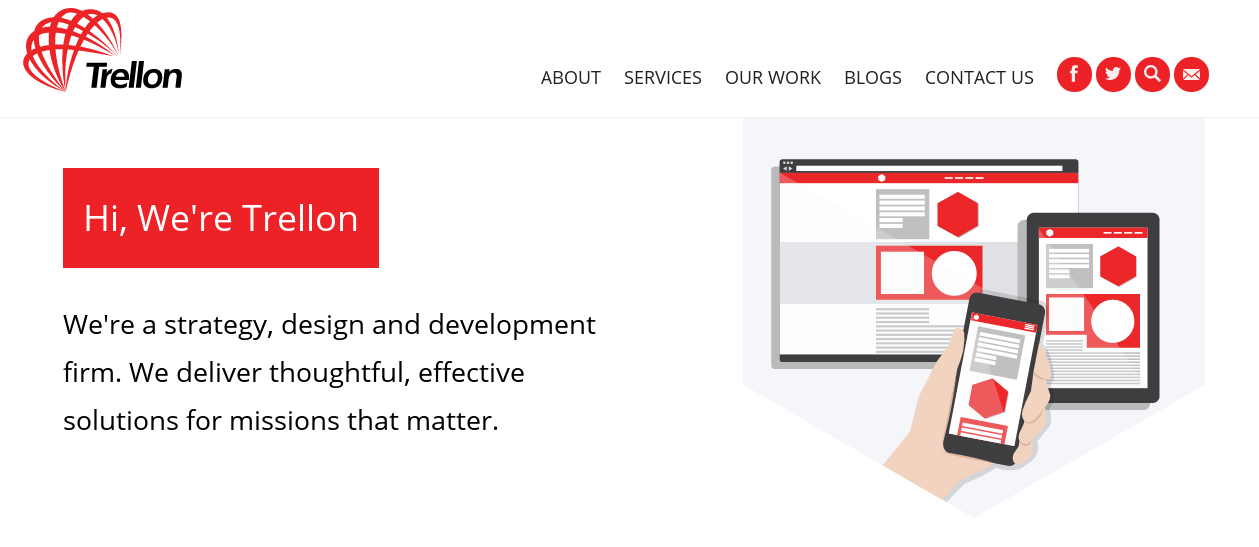 Trellon
ABOUT SERVICES OUR WORK BLOGS CONTACT US
Hi, We're Trellon
We're a strategy, design and development
firm. We deliver thoughtful, effective
solutions for missions that matter.